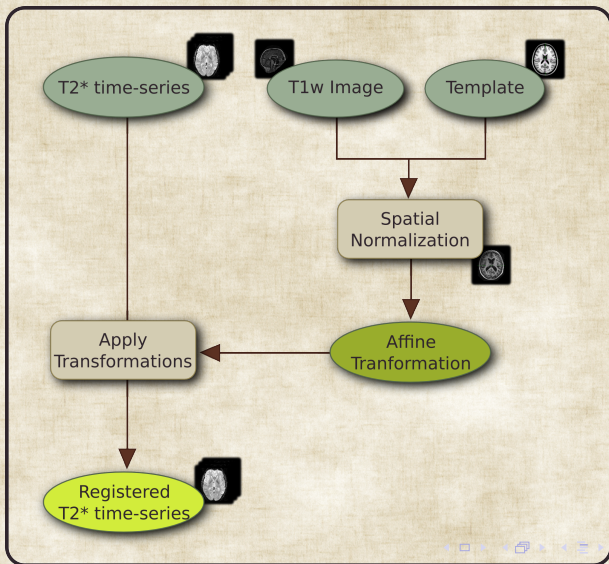 T2* time-series
T1w Image
Template
Spatial
Normalization
Apply
Transformations
Affine
Tranformation
Registered
T2* time-series